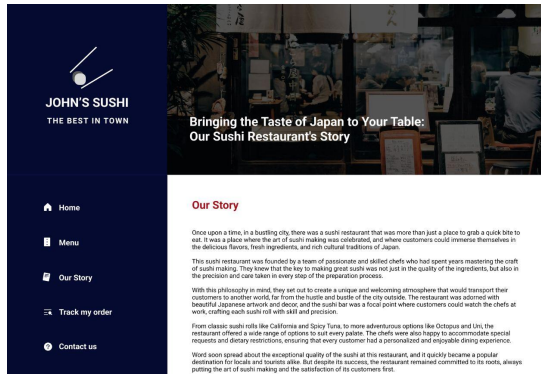 JOHN'S SUSHI
THE BEST IN TOWN
Bringing the Taste of Japan to Your Table:
Our Sushi Restaurant's Story
Home
Menu
Our Story
Track my order
Contact us
Our Story
Once upon a time, in a bustling city, there was a sushi restaurant that was more than just a place to grab a quick bite to
eat. It was a place where the art of sushi making was celebrated, and where customers could immerse themselves in
the delicious flavors, fresh ingredients, and rich cultural traditions of Japan.
This sushi restaurant was founded by a team of passionate and skilled chefs who had spent years mastering the craft
of sushi making. They knew that the key to making great sushi was not just in the quality of the ingredients, but also in
the precision and care taken in every step of the preparation process.
With this philosophy in mind, they set out to create a unique and welcoming atmosphere that would transport their
customers to another world, far from the hustle and bustle of the city outside. The restaurant was adorned with
beautiful Japanese artwork and decor, and the sushi bar was a focal point where customers could watch the chefs at
work, crafting each sushi roll with skill and precision.
From classic sushi rolls like California and Spicy Tuna, to more adventurous options like Octopus and Uni, the
restaurant offered a wide range of options to suit every palate. The chefs were also happy to accommodate special
requests and dietary restrictions, ensuring that every customer had a personalized and enjoyable dining experience.
Word soon spread about the exceptional quality of the sushi at this restaurant, and it quickly became a popular
destination for locals and tourists alike. But despite its success, the restaurant remained committed to its roots, always
putting the art of sushi making and the satisfaction of its customers first.